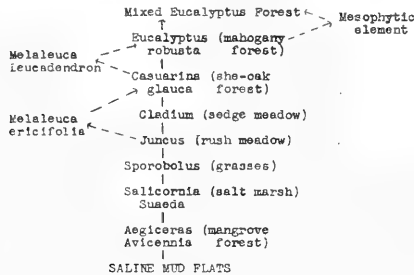 Mixed Eucalyptus Forest
Mesophytic
element
Eucalyptus (mahogany
robusta forest)
Melaleuca
leucadendron
Casuarina (she-oak
glauca forest)
Melaleuca
ericifolia
Cladium (sedge meadow)
Juncus (rush meadow)
Sporobolus (grasses)
Salicornia (salt marsh)
Suaeda
Aegiceras (mangrove
Avicennia forest)
SALINE MUD FLATS